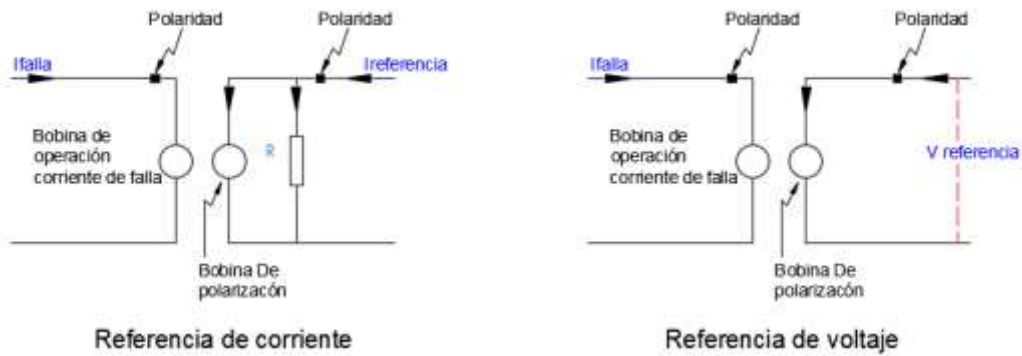 Polaridad
Polaridad
Ifalla
Ireferencia
Bobina de
operación
corriente de falla
R
Bobina De
polarizacón
Referencia de corriente
Polaridad
Polaridad
Ifalla
Bobina de
operación
corriente de falla
V referencia
Bobina De
polarizacón
Referencia de voltaje